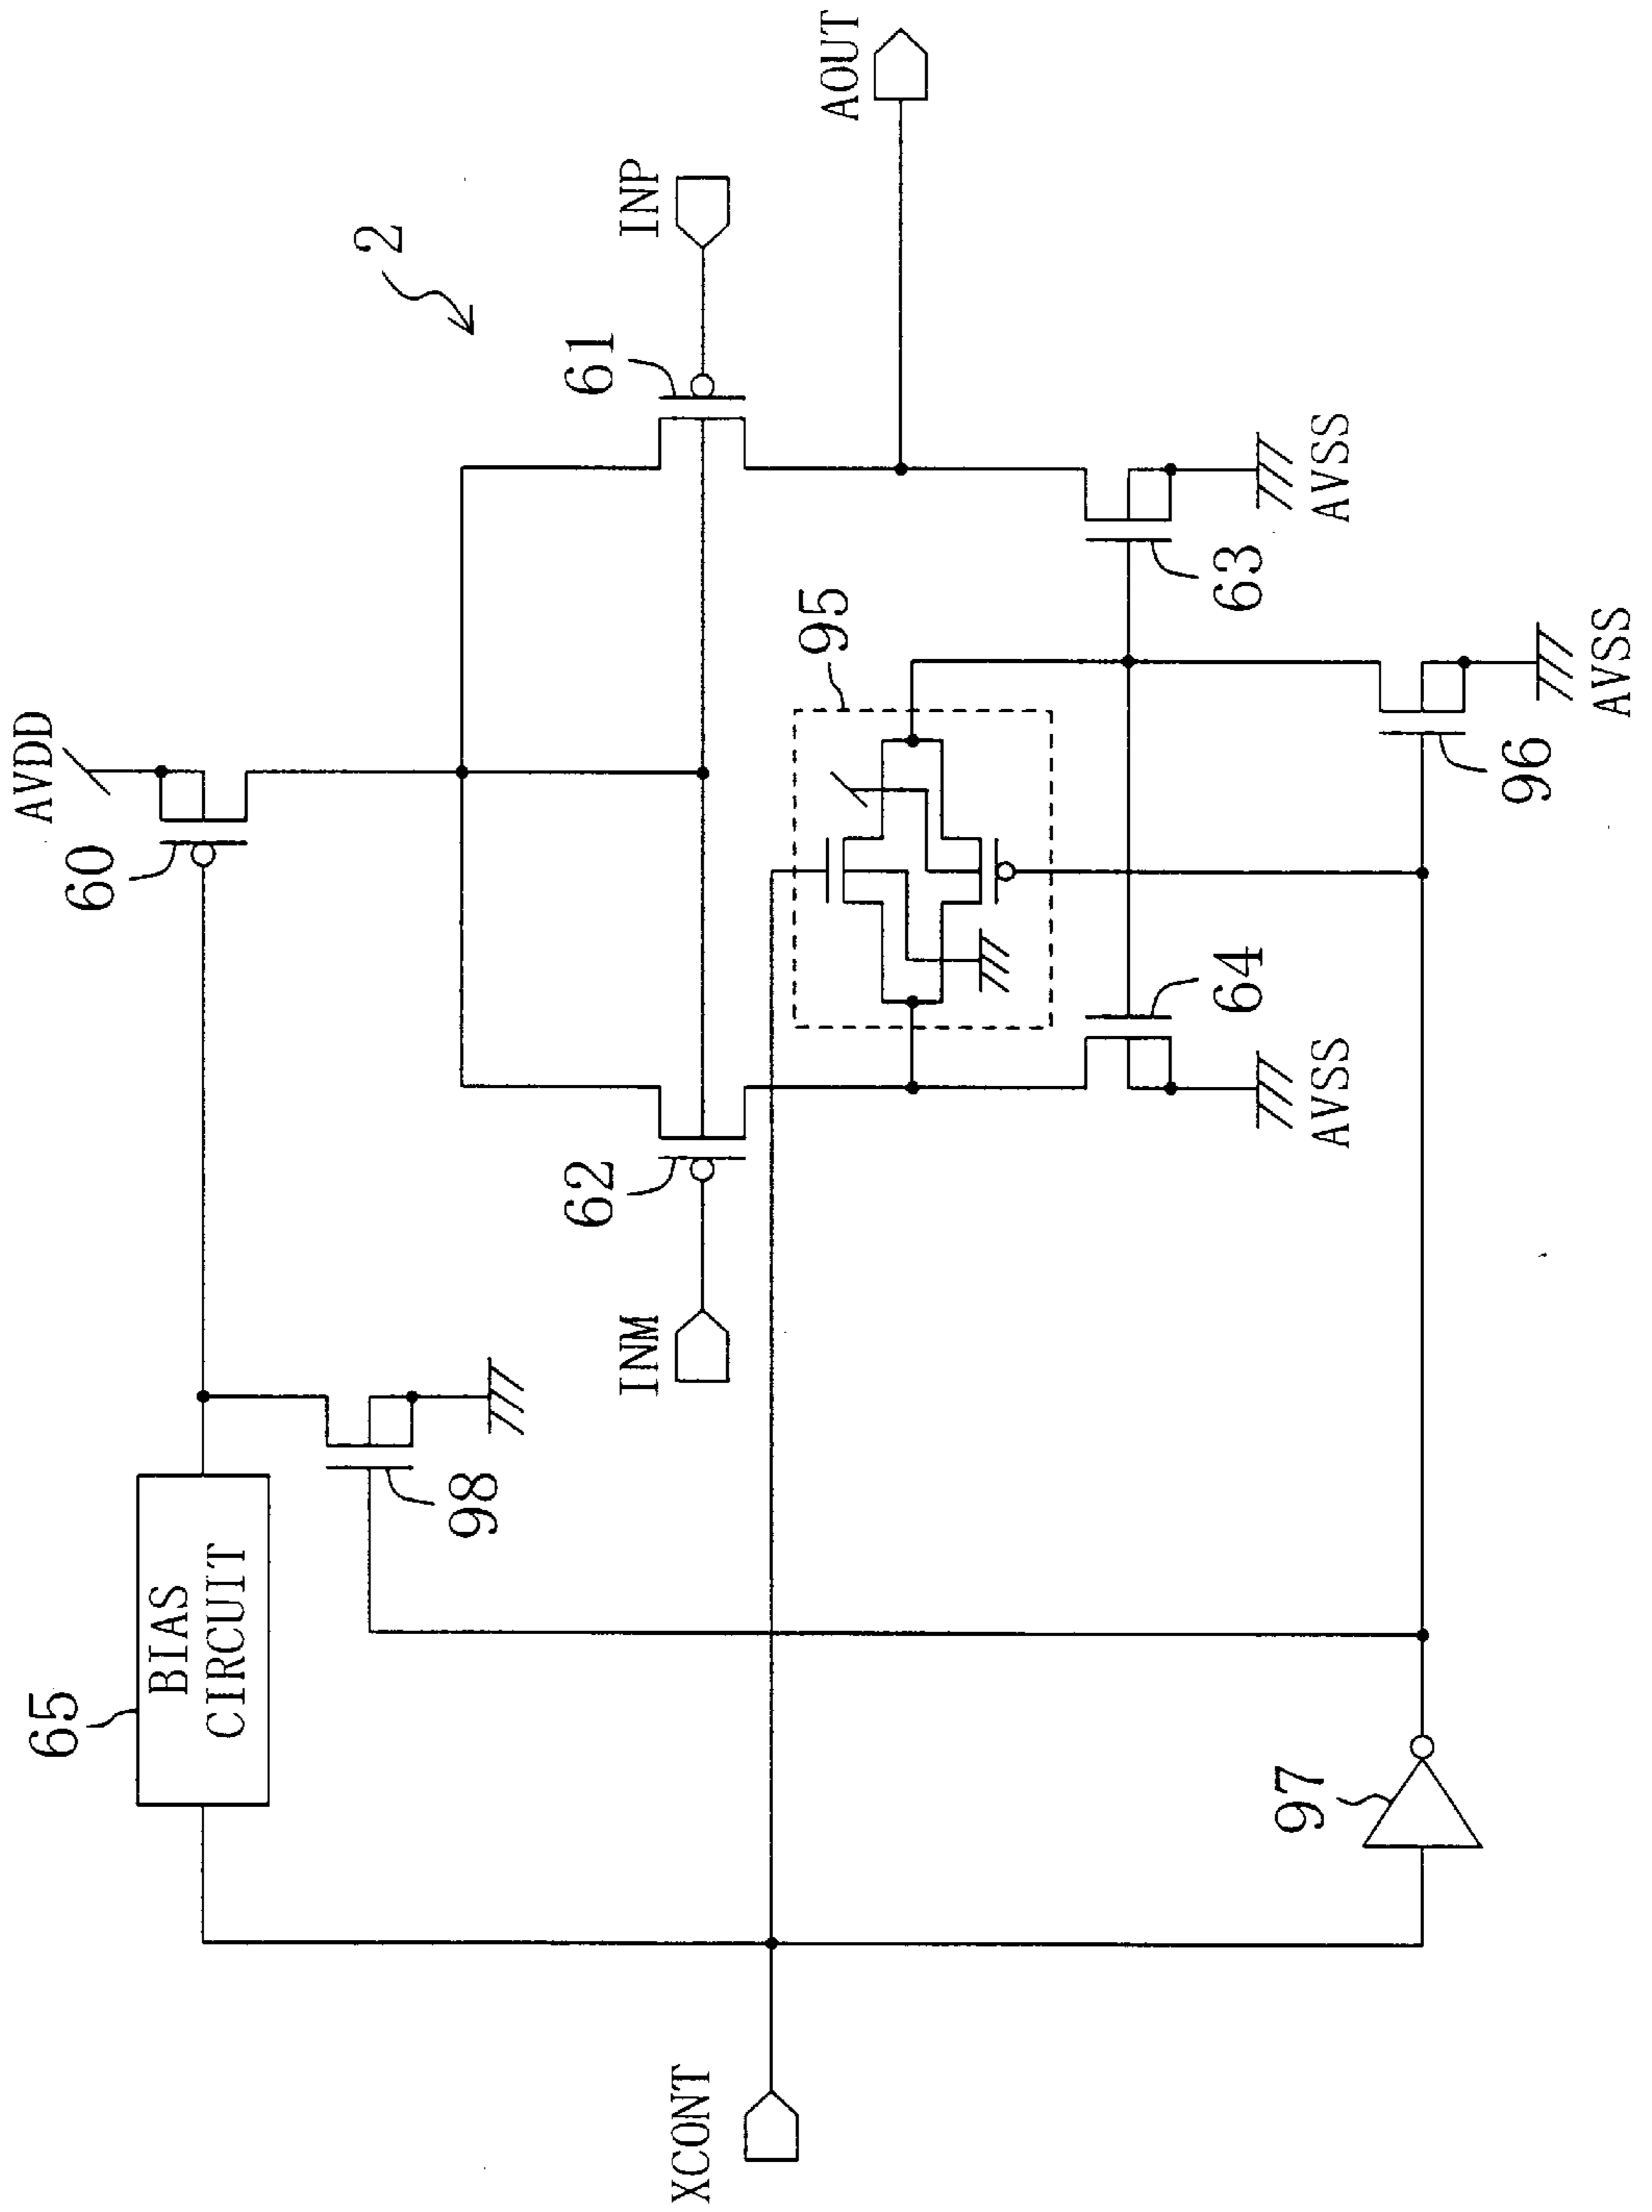 XCONT
65
BIAS
CIRCUIT
97
98
INM
62
60
AVDD
64
AVSS
95
96
AVSS
63
AVSS
61
2
INP
AOUT